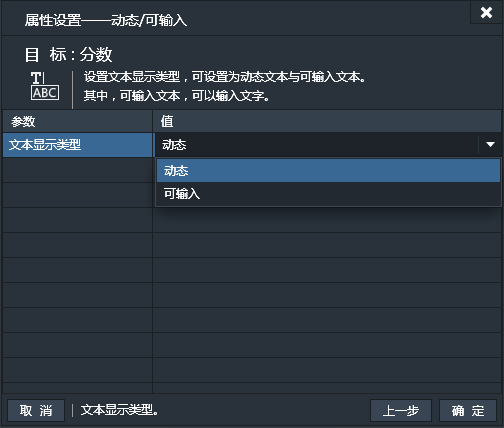 属性设置——动态/可输入
目 标：分数
T
ABC
设置文本显示类型，可设置为动态文本与可输入文本。
其中，可输入文本，可以输入文字。
参数 值
文本显示类型 动态
动态
可输入
取 消 文本显示类型。 上一步 确 定